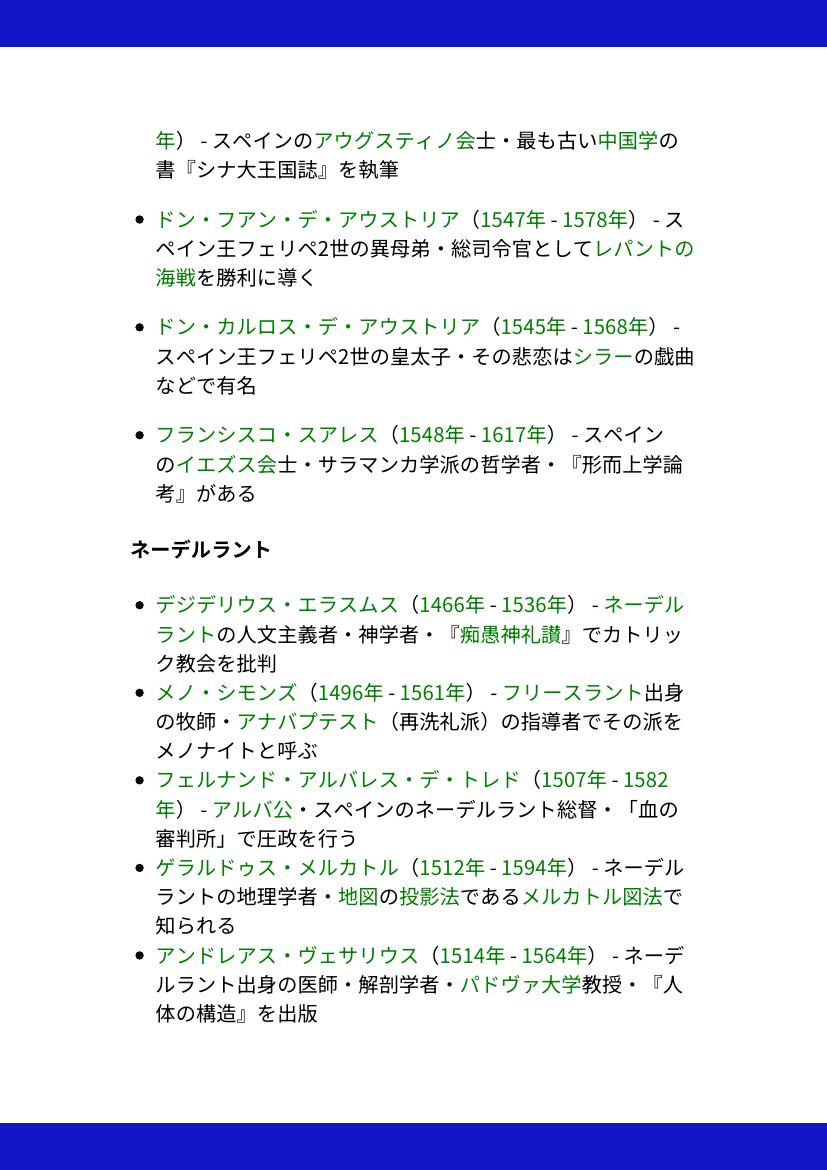 年） - スペインのアウグスティノ会士・最も古い中国学の
書『シナ大王国誌』を執筆
ドン・フアン・デ・アウストリア（1547年 - 1578年） - ス
ペイン王フェリペ2世の異母弟・総司令官としてレパントの
海戦を勝利に導く
ドン・カルロス・デ・アウストリア（1545年 - 1568年） -
スペイン王フェリペ2世の皇太子・その悲恋はシラーの戯曲
などで有名
フランシスコ・スアレス（1548年 - 1617年） - スペイン
のイエズス会士・サラマンカ学派の哲学者・『形而上学論
考』がある
ネーデルラント
デジデリウス・エラスムス（1466年 - 1536年） - ネーデル
ラントの人文主義者・神学者・『痴愚神礼讃』でカトリッ
ク教会を批判
メノ・シモンズ（1496年 - 1561年） - フリースラント出身
の牧師・アナバプテスト（再洗礼派）の指導者でその派を
メノナイトと呼ぶ
フェルナンド・アルバレス・デ・トレド（1507年 - 1582
年） - アルバ公・スペインのネーデルラント総督・「血の
審判所」で圧政を行う
ゲラルドゥス・メルカトル（1512年 - 1594年） - ネーデル
ラントの地理学者・地図の投影法であるメルカトル図法で
知られる
アンドレアス・ヴェサリウス（1514年 - 1564年） - ネーデ
ルラント出身の医師・解剖学者・パドヴァ大学教授・『人
体の構造』を出版